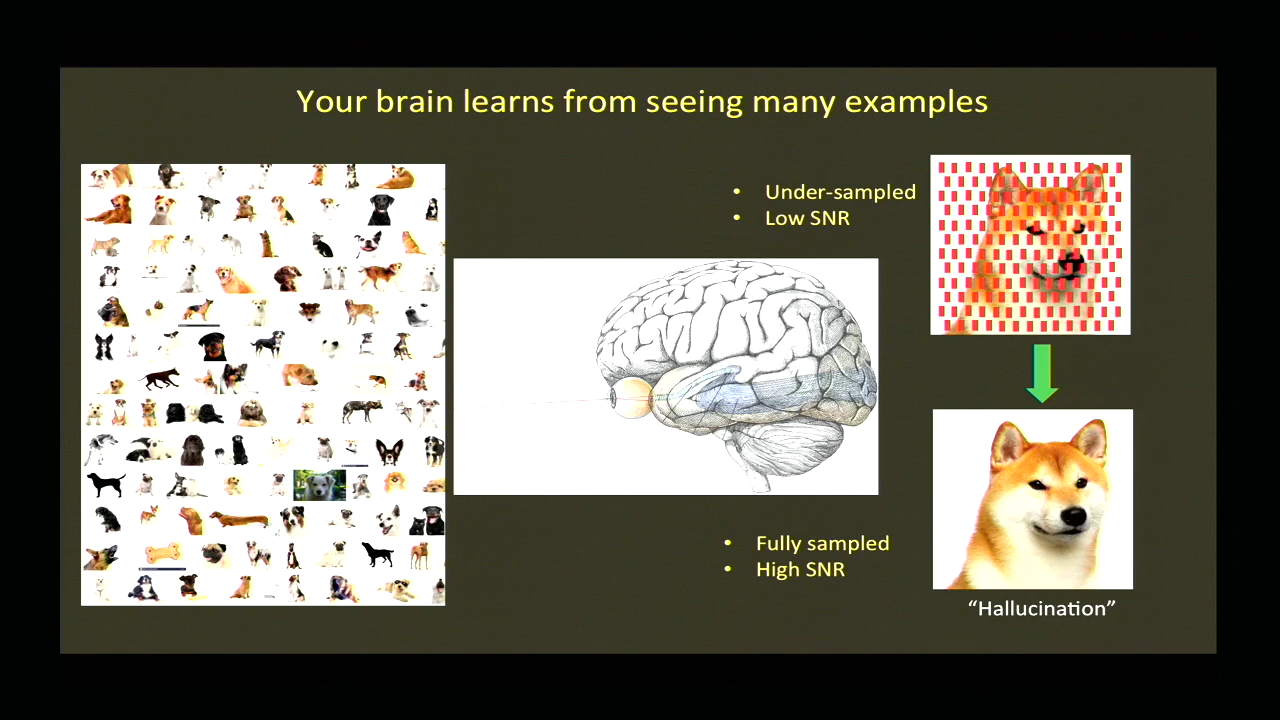 Your brain learns from seeing many examples
• Under-sampled
• Low SNR
• Fully sampled
• High SNR
“Hallucination”